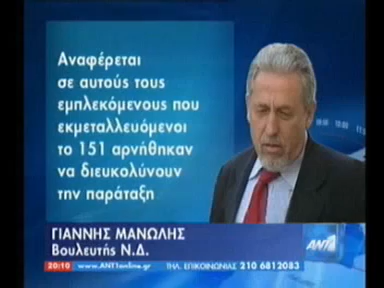 Αναφέρεται
σε αυτούς τους
εμπλεκόμενους που
εκμεταλλευόμενοι
το 151 αρνήθηκαν
να διευκολύνουν
την παράταξη
ΓΙΑΝΝΗΣ ΜΑΝΩΛΗΣ
Βουλευτής Ν.Δ.
ΑΝΤ1
20:10 www.ANT1online.gr ΤΗΛ. ΕΠΙΚΟΙΝΩΝΙΑΣ 210 6812083